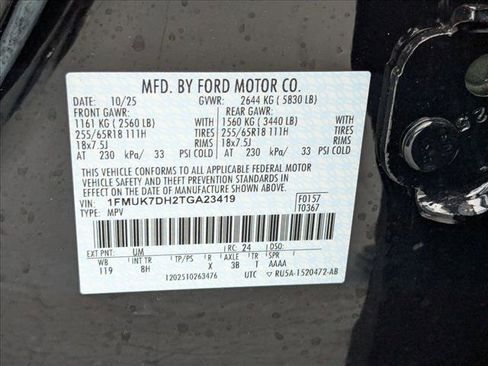 MFD. BY FORD MOTOR CO.
DATE: 10/25 GVWR: 2644 KG ( 5830 LB)
FRONT GAWR: REAR GAWR:
1161 KG ( 2560 LB) 1560 KG ( 3440 LB)
255/65R18 111H TIRES 255/65R18 111H TIRES
18x7.5J RIMS 18x7.5J RIMS
AT 230 kPa/ 33 PSI COLD AT 230 kPa/ 33 PSI COLD
THIS VEHICLE CONFORMS TO ALL APPLICABLE FEDERAL MOTOR
VEHICLE SAFETY AND THEFT PREVENTION STANDARDS IN
EFFECT ON THE DATE OF MANUFACTURE SHOWN ABOVE.
VIN: 1FMUK7DH2TGA23419 F0157
TYPE: MPV T0367
EXT PNT: UM RC: 24 DSO:
WB INT TR TP/PS R AXLE TR SPR
119 8H X 3B T AAAA
1202510263476 UTC RU5A-1520472-AB